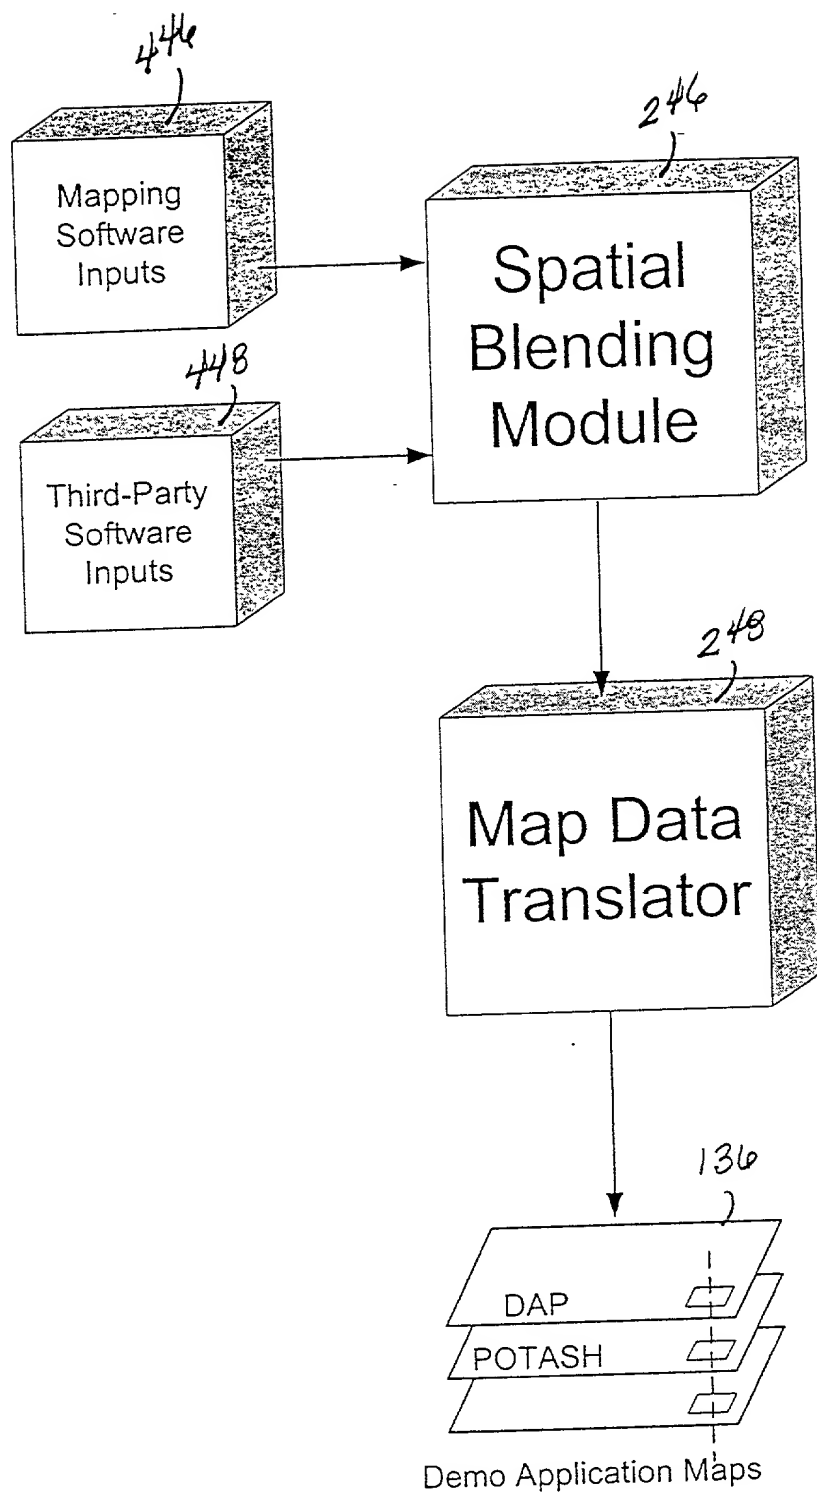 446
Mapping
Software
Inputs
246
Spatial
Blending
Module
448
Third-Party
Software
Inputs
248
Map Data
Translator
136
DAP
POTASH
Demo Application Maps